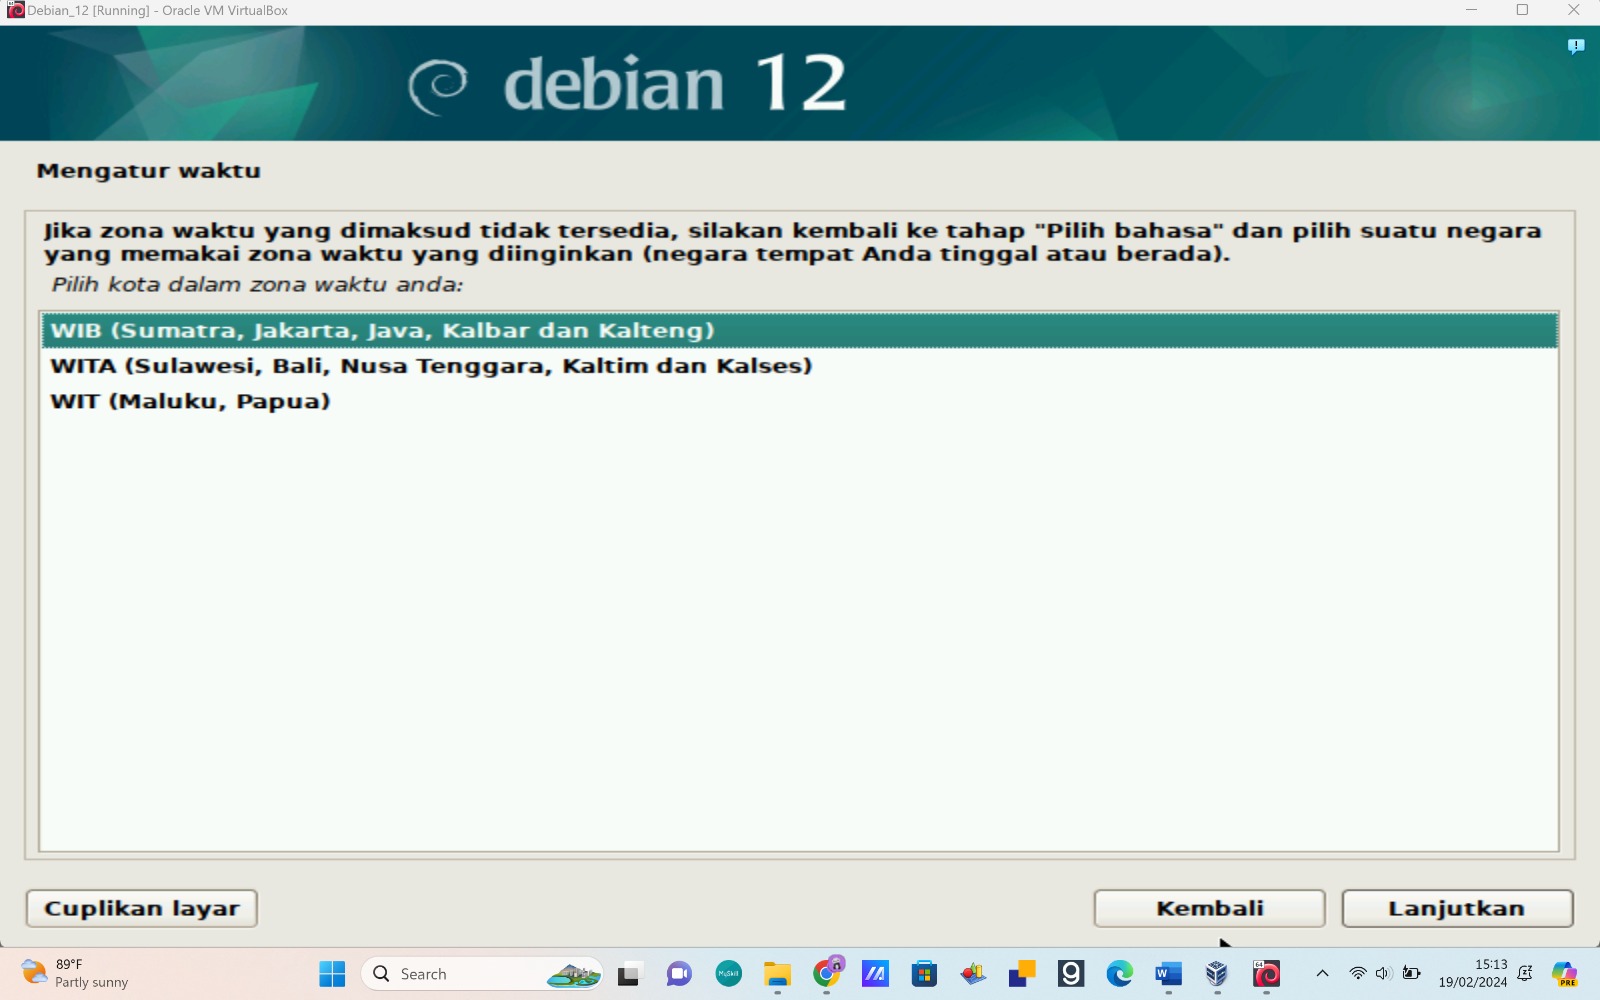 Debian_12 [Running] - Oracle VM VirtualBox
debian 12
Mengatur waktu
Jika zona waktu yang dimaksud tidak tersedia, silakan kembali ke tahap "Pilih bahasa" dan pilih suatu negara
yang memakai zona waktu yang diinginkan (negara tempat Anda tinggal atau berada).
Pilih kota dalam zona waktu anda:
WIB (Sumatra, Jakarta, Java, Kalbar dan Kalteng)
WITA (Sulawesi, Bali, Nusa Tenggara, Kaltim dan Kalses)
WIT (Maluku, Papua)
Cuplikan layar
Kembali
Lanjutkan
89°F
Partly sunny
Search
MySkill
15:13
19/02/2024
PRE